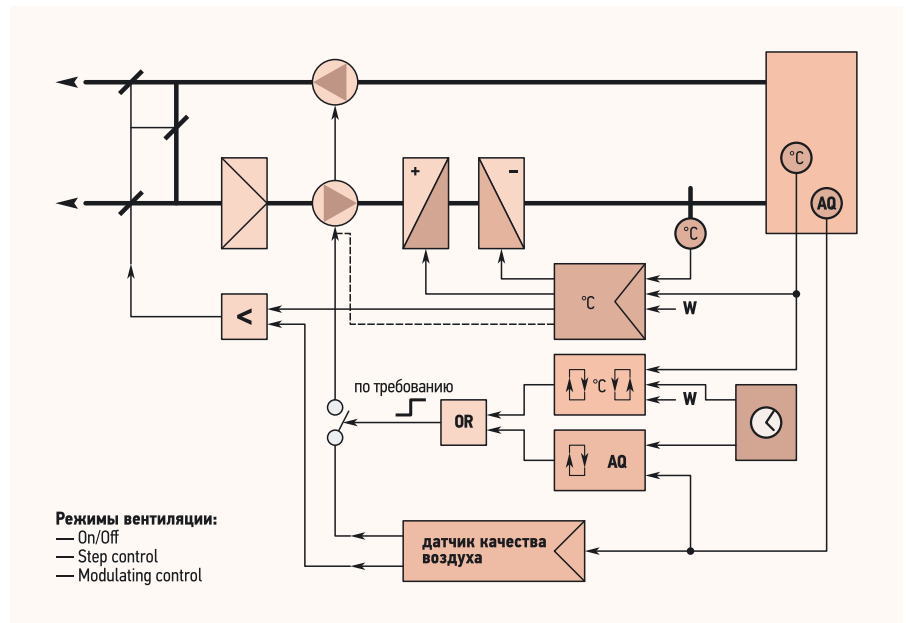 °C
AQ
+
−
°C
°C
W
<
по требованию
°C
W
OR
AQ
Режимы вентиляции:
— On/Off
— Step control
— Modulating control
датчик качества
воздуха